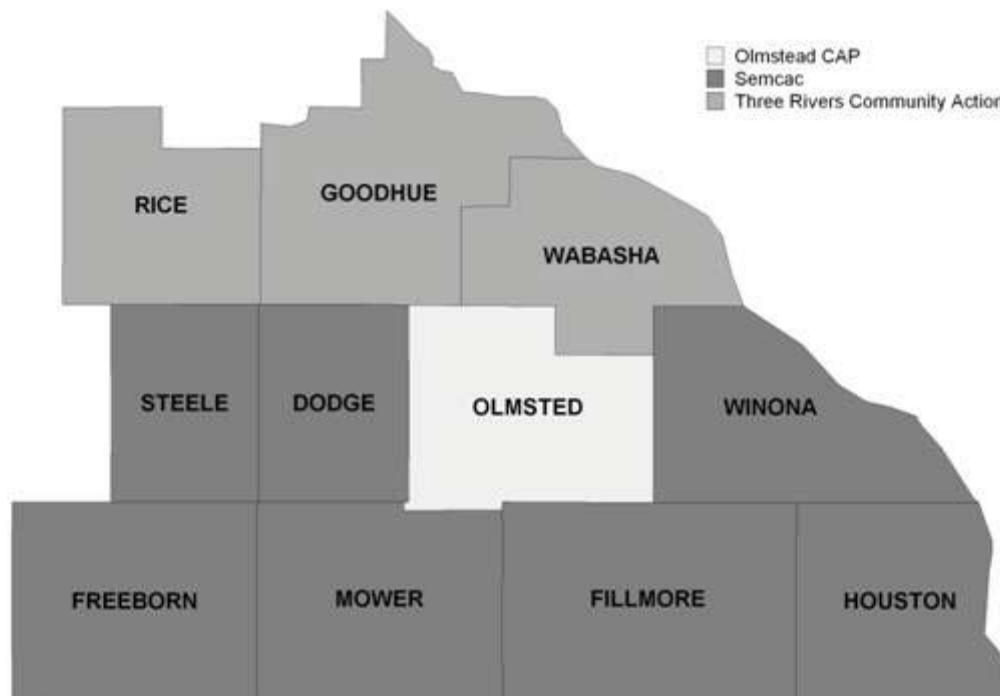 Olmstead CAP
Semcac
Three Rivers Community Action
GOODHUE
RICE
WABASHA
STEELE
DODGE
OLMSTED
WINONA
FREEBORN
MOWER
FILLMORE
HOUSTON